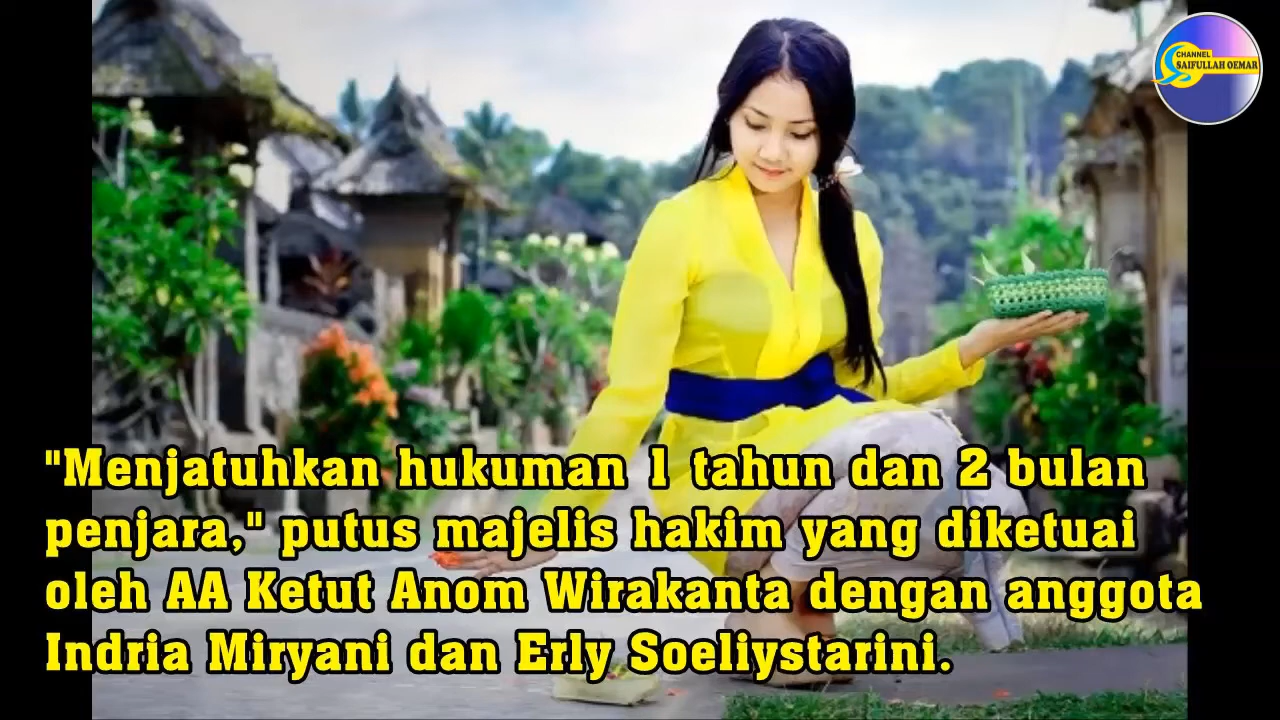 CHANNEL
SAIFULLAH OEMAR
"Menjatuhkan hukuman 1 tahun dan 2 bulan
penjara," putus majelis hakim yang diketuai
oleh AA Ketut Anom Wirakanta dengan anggota
Indria Miryani dan Erly Soeliystarini.